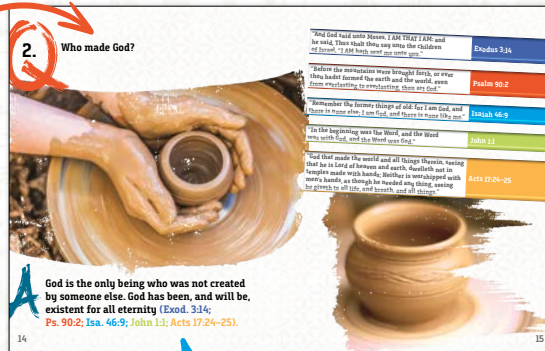 2.
Q
Who made God?
A
God is the only being who was not created
by someone else. God has been, and will be,
existent for all eternity (Exod. 3:14;
Ps. 90:2; Isa. 46:9; John 1:1; Acts 17:24–25).
14
"And God said unto Moses, I AM THAT I AM: and
he said, Thus shalt thou say unto the children
of Israel, "I AM hath sent me unto you."
Exodus 3:14
"Before the mountains were brought forth, or ever
thou hadst formed the earth and the world, even
from everlasting to everlasting, thou art God."
Psalm 90:2
"Remember the former things of old: for I am God, and
there is none else; I am God, and there is none like me."
Isaiah 46:9
"In the beginning was the Word, and the Word
was with God, and the Word was God."
John 1:1
"God that made the world and all things therein, seeing
that he is Lord of heaven and earth, dwelleth not in
temples made with hands; Neither is worshipped with
men's hands, as though he needed any thing, seeing
he giveth to all life, and breath, and all things."
Acts 17:24–25
15